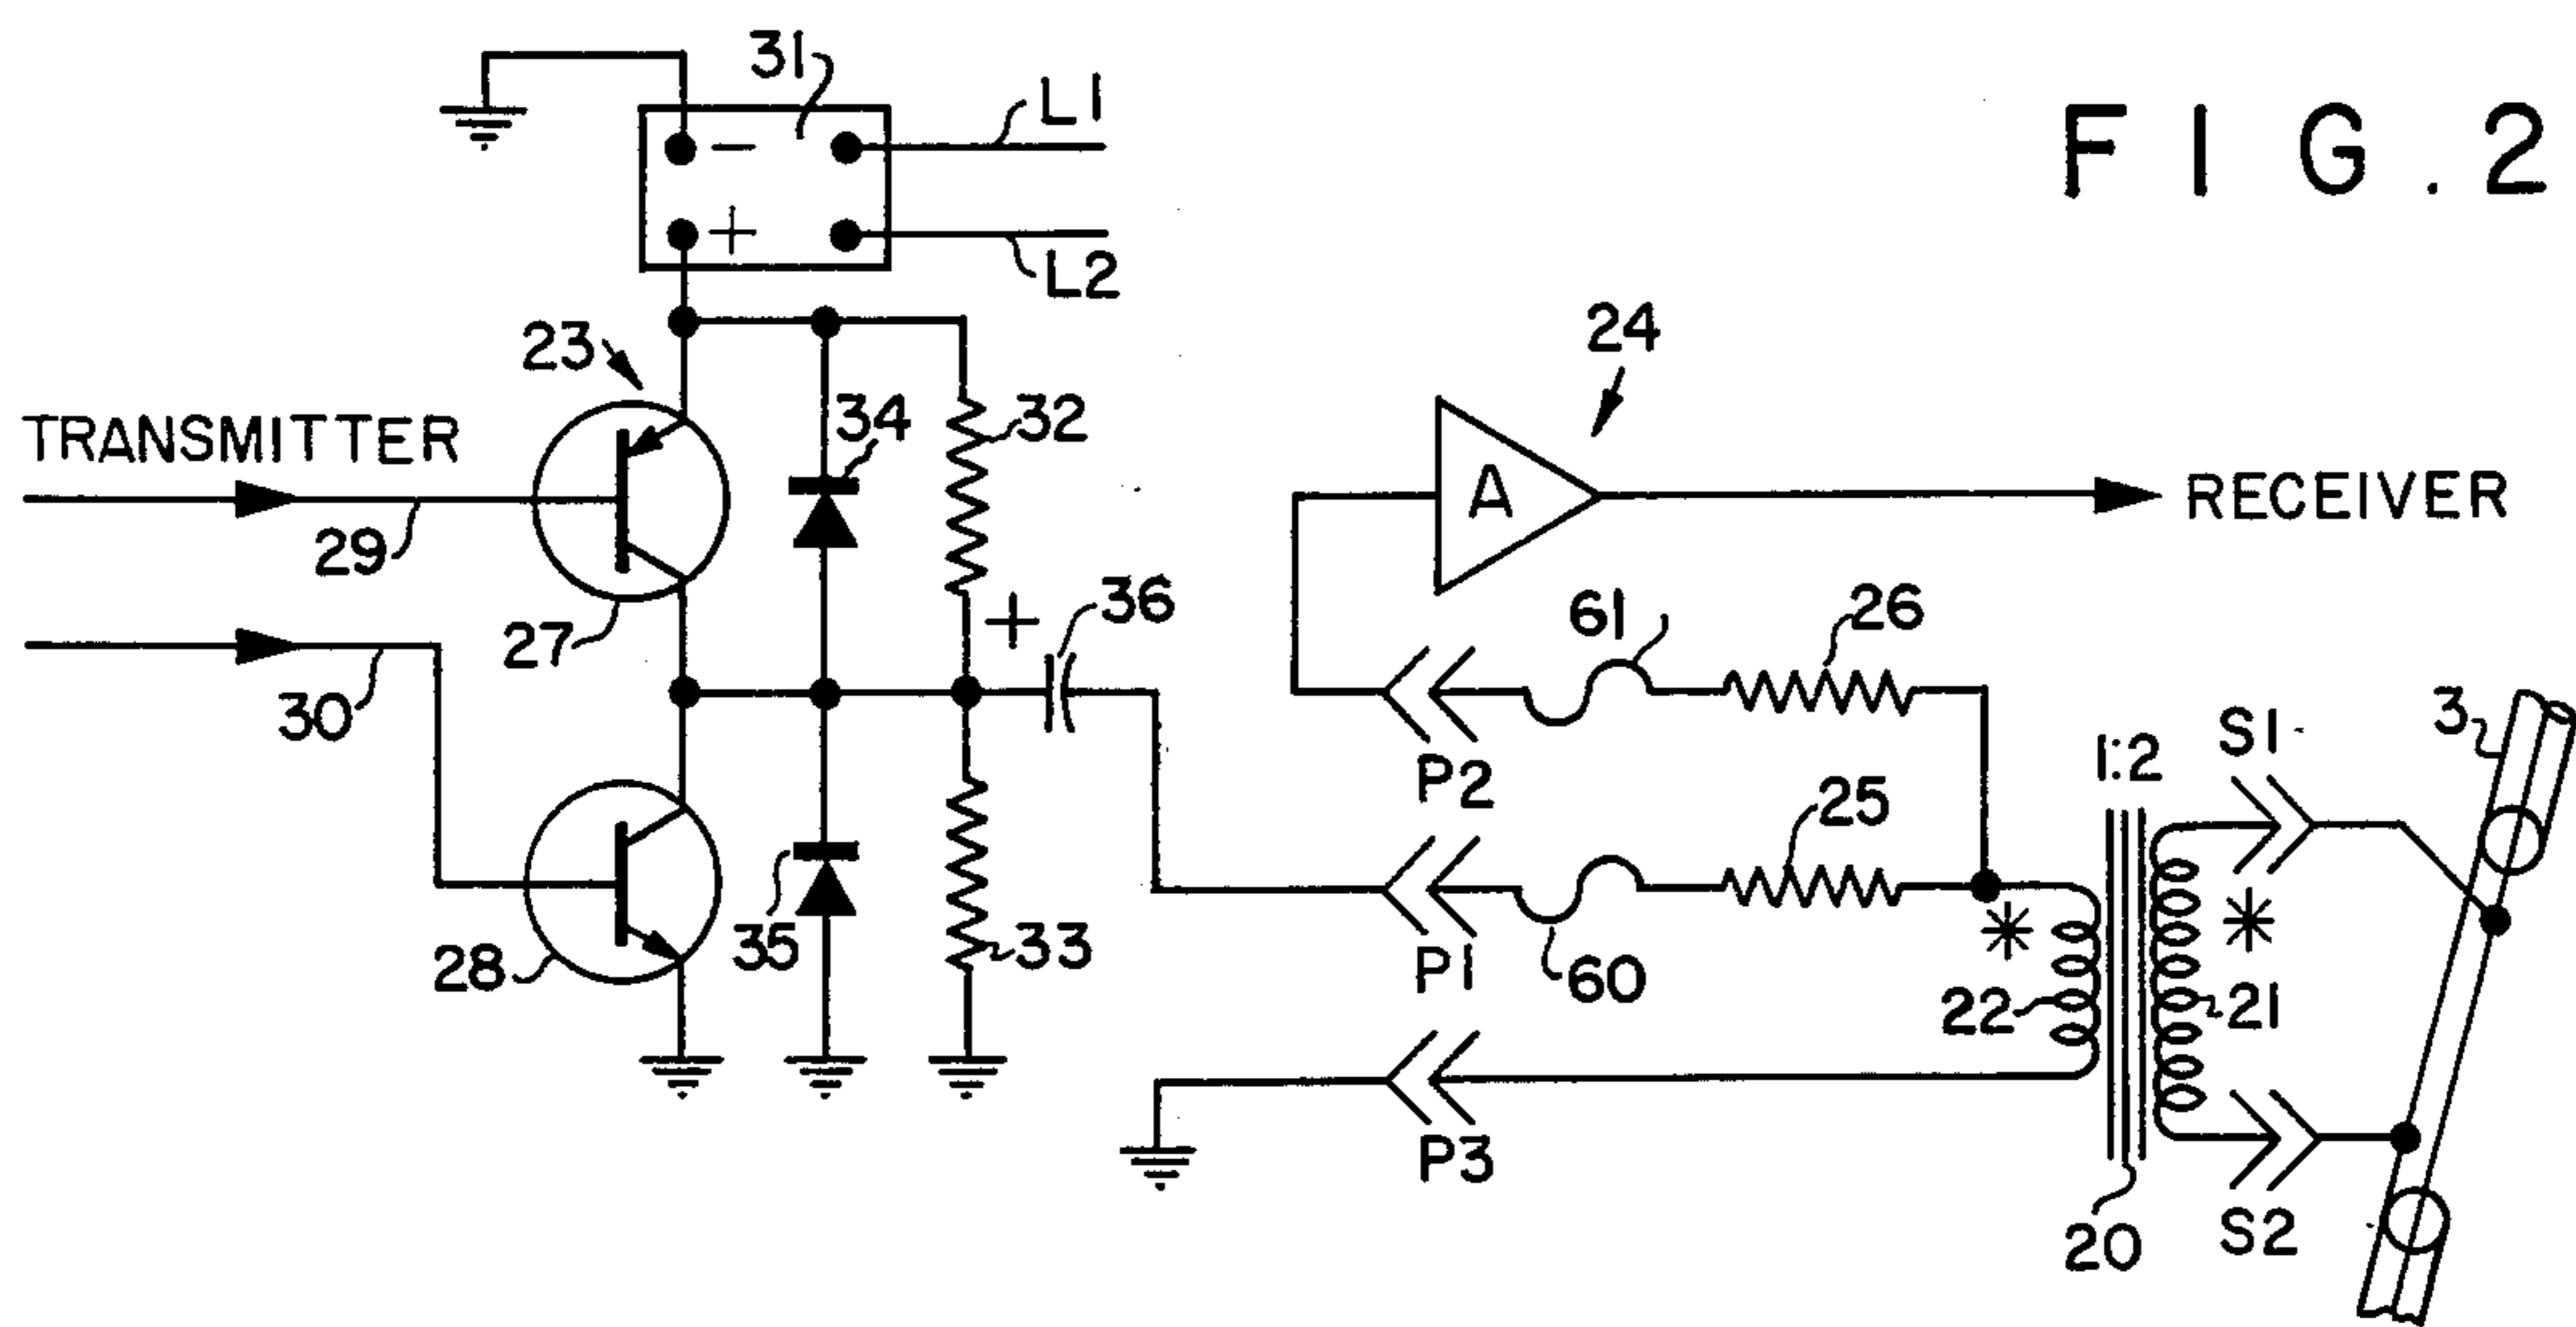 FIG.2
31
L1
-
+
L2
23
24
TRANSMITTER
34
32
A
RECEIVER
29
27
+
36
61
26
30
P2
25
1:2
S1
3
28
35
33
P1
60
22
*
*
21
P3
20
S2